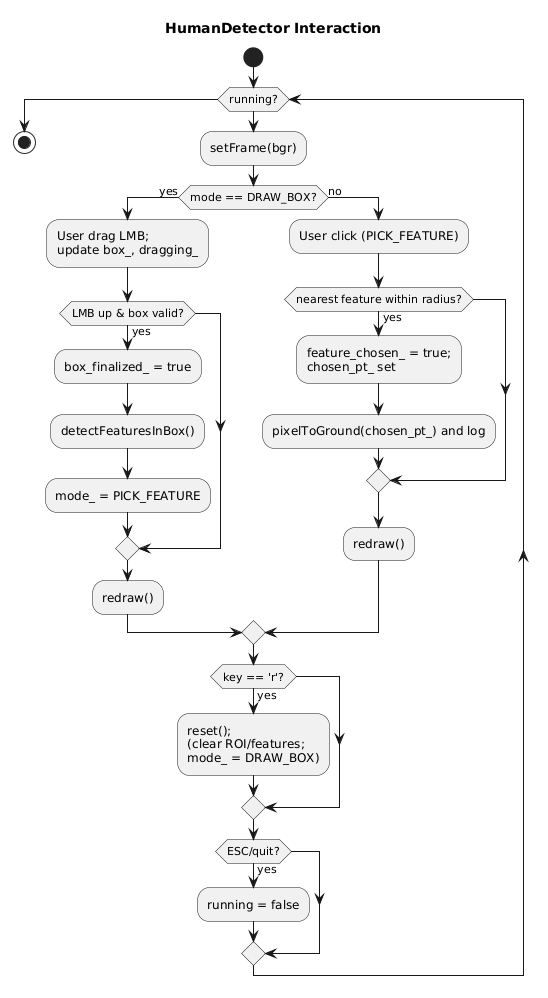 HumanDetector Interaction
running?
setFrame(bgr)
yes
mode == DRAW_BOX?
no
User drag LMB;
update box_, dragging_
LMB up & box valid?
yes
box_finalized_ = true
detectFeaturesInBox()
mode_ = PICK_FEATURE
redraw()
User click (PICK_FEATURE)
nearest feature within radius?
yes
feature_chosen_ = true;
chosen_pt_ set
pixelToGround(chosen_pt_) and log
redraw()
key == 'r'?
yes
reset();
(clear ROI/features;
mode_ = DRAW_BOX)
ESC/quit?
yes
running = false